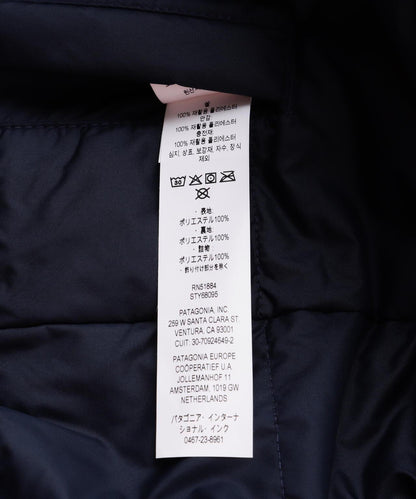 쉘
100% 재활용 폴리에스터
안감:
100% 재활용 폴리에스터
충전재:
100% 재활용 폴리에스터
심지, 상표, 보강재, 자수, 장식
제외
30
· 表地:
ポリエステル100%
· 裏地:
ポリエステル100%
· 詰物:
ポリエステル100%
· 飾り付け部分を除く
RN51884
STY68095
PATAGONIA, INC.
259 W SANTA CLARA ST.
VENTURA, CA 93001
CUIT: 30-70924649-2
PATAGONIA EUROPE
COÖPERATIEF U.A.
JOLLEMANHOF 11
AMSTERDAM, 1019 GW
NETHERLANDS
パタゴニア・インターナ
ショナル・インク
0467-23-8961